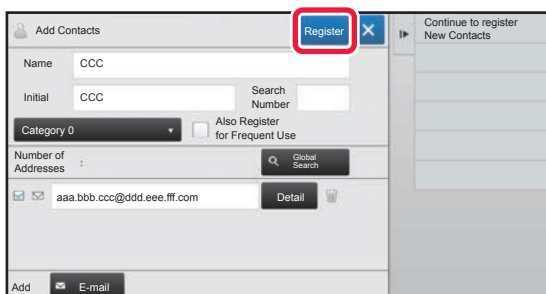 Add Contacts
Register
Continue to register
New Contacts
Name
CCC
Initial
CCC
Search
Number
Category 0
Also Register
for Frequent Use
Number of
Addresses
:
Global
Search
aaa.bbb.ccc@ddd.eee.fff.com
Detail
Add
E-mail